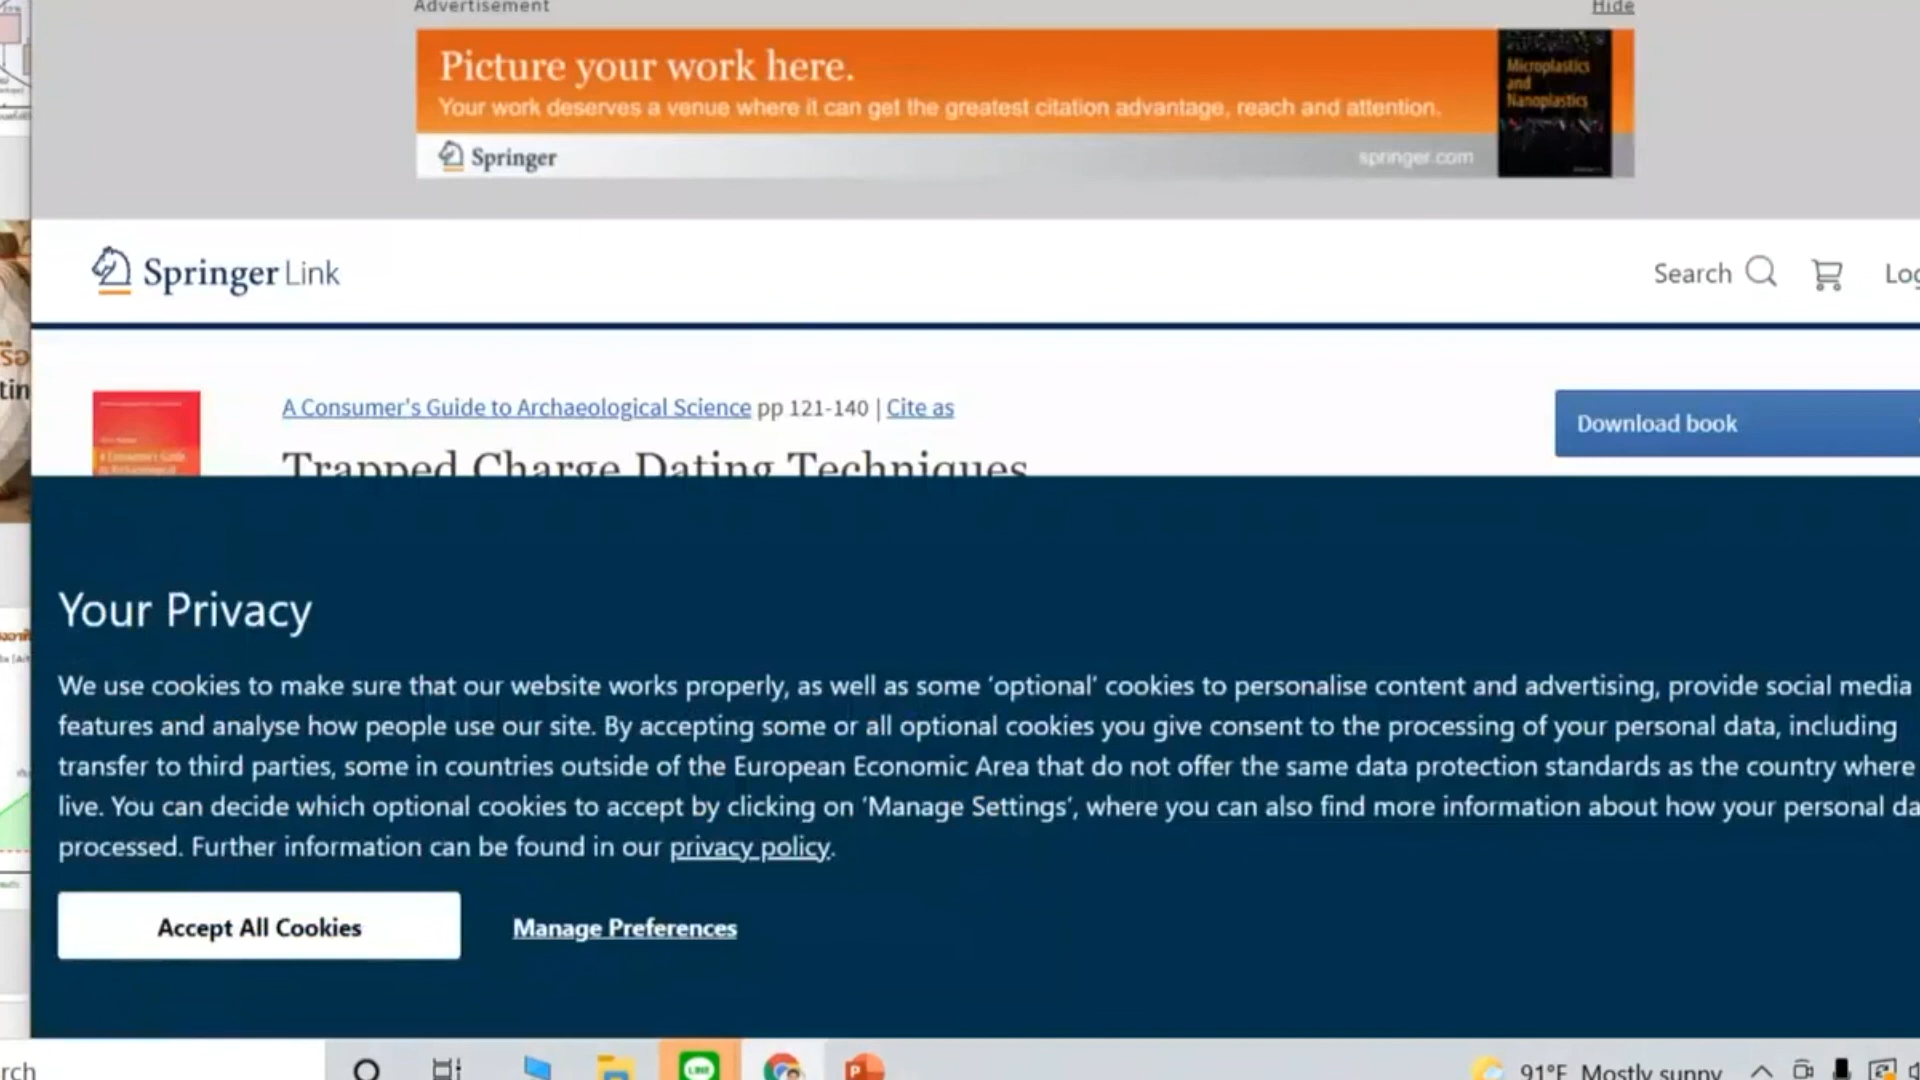 Advertisement
Hide
Picture your work here.
Your work deserves a venue where it can get the greatest citation advantage, reach and attention.
Microplastics
and
Nanoplastics
Springer
springer.com
Springer Link
Search
Log
A Consumer's Guide to Archaeological Science pp 121-140 | Cite as
Download book
Trapped Charge Dating Techniques
Your Privacy
We use cookies to make sure that our website works properly, as well as some ‘optional’ cookies to personalise content and advertising, provide social media
features and analyse how people use our site. By accepting some or all optional cookies you give consent to the processing of your personal data, including
transfer to third parties, some in countries outside of the European Economic Area that do not offer the same data protection standards as the country where
live. You can decide which optional cookies to accept by clicking on ‘Manage Settings’, where you can also find more information about how your personal da
processed. Further information can be found in our privacy policy.
Accept All Cookies
Manage Preferences
rch
LINE
P
91°F Mostly sunny